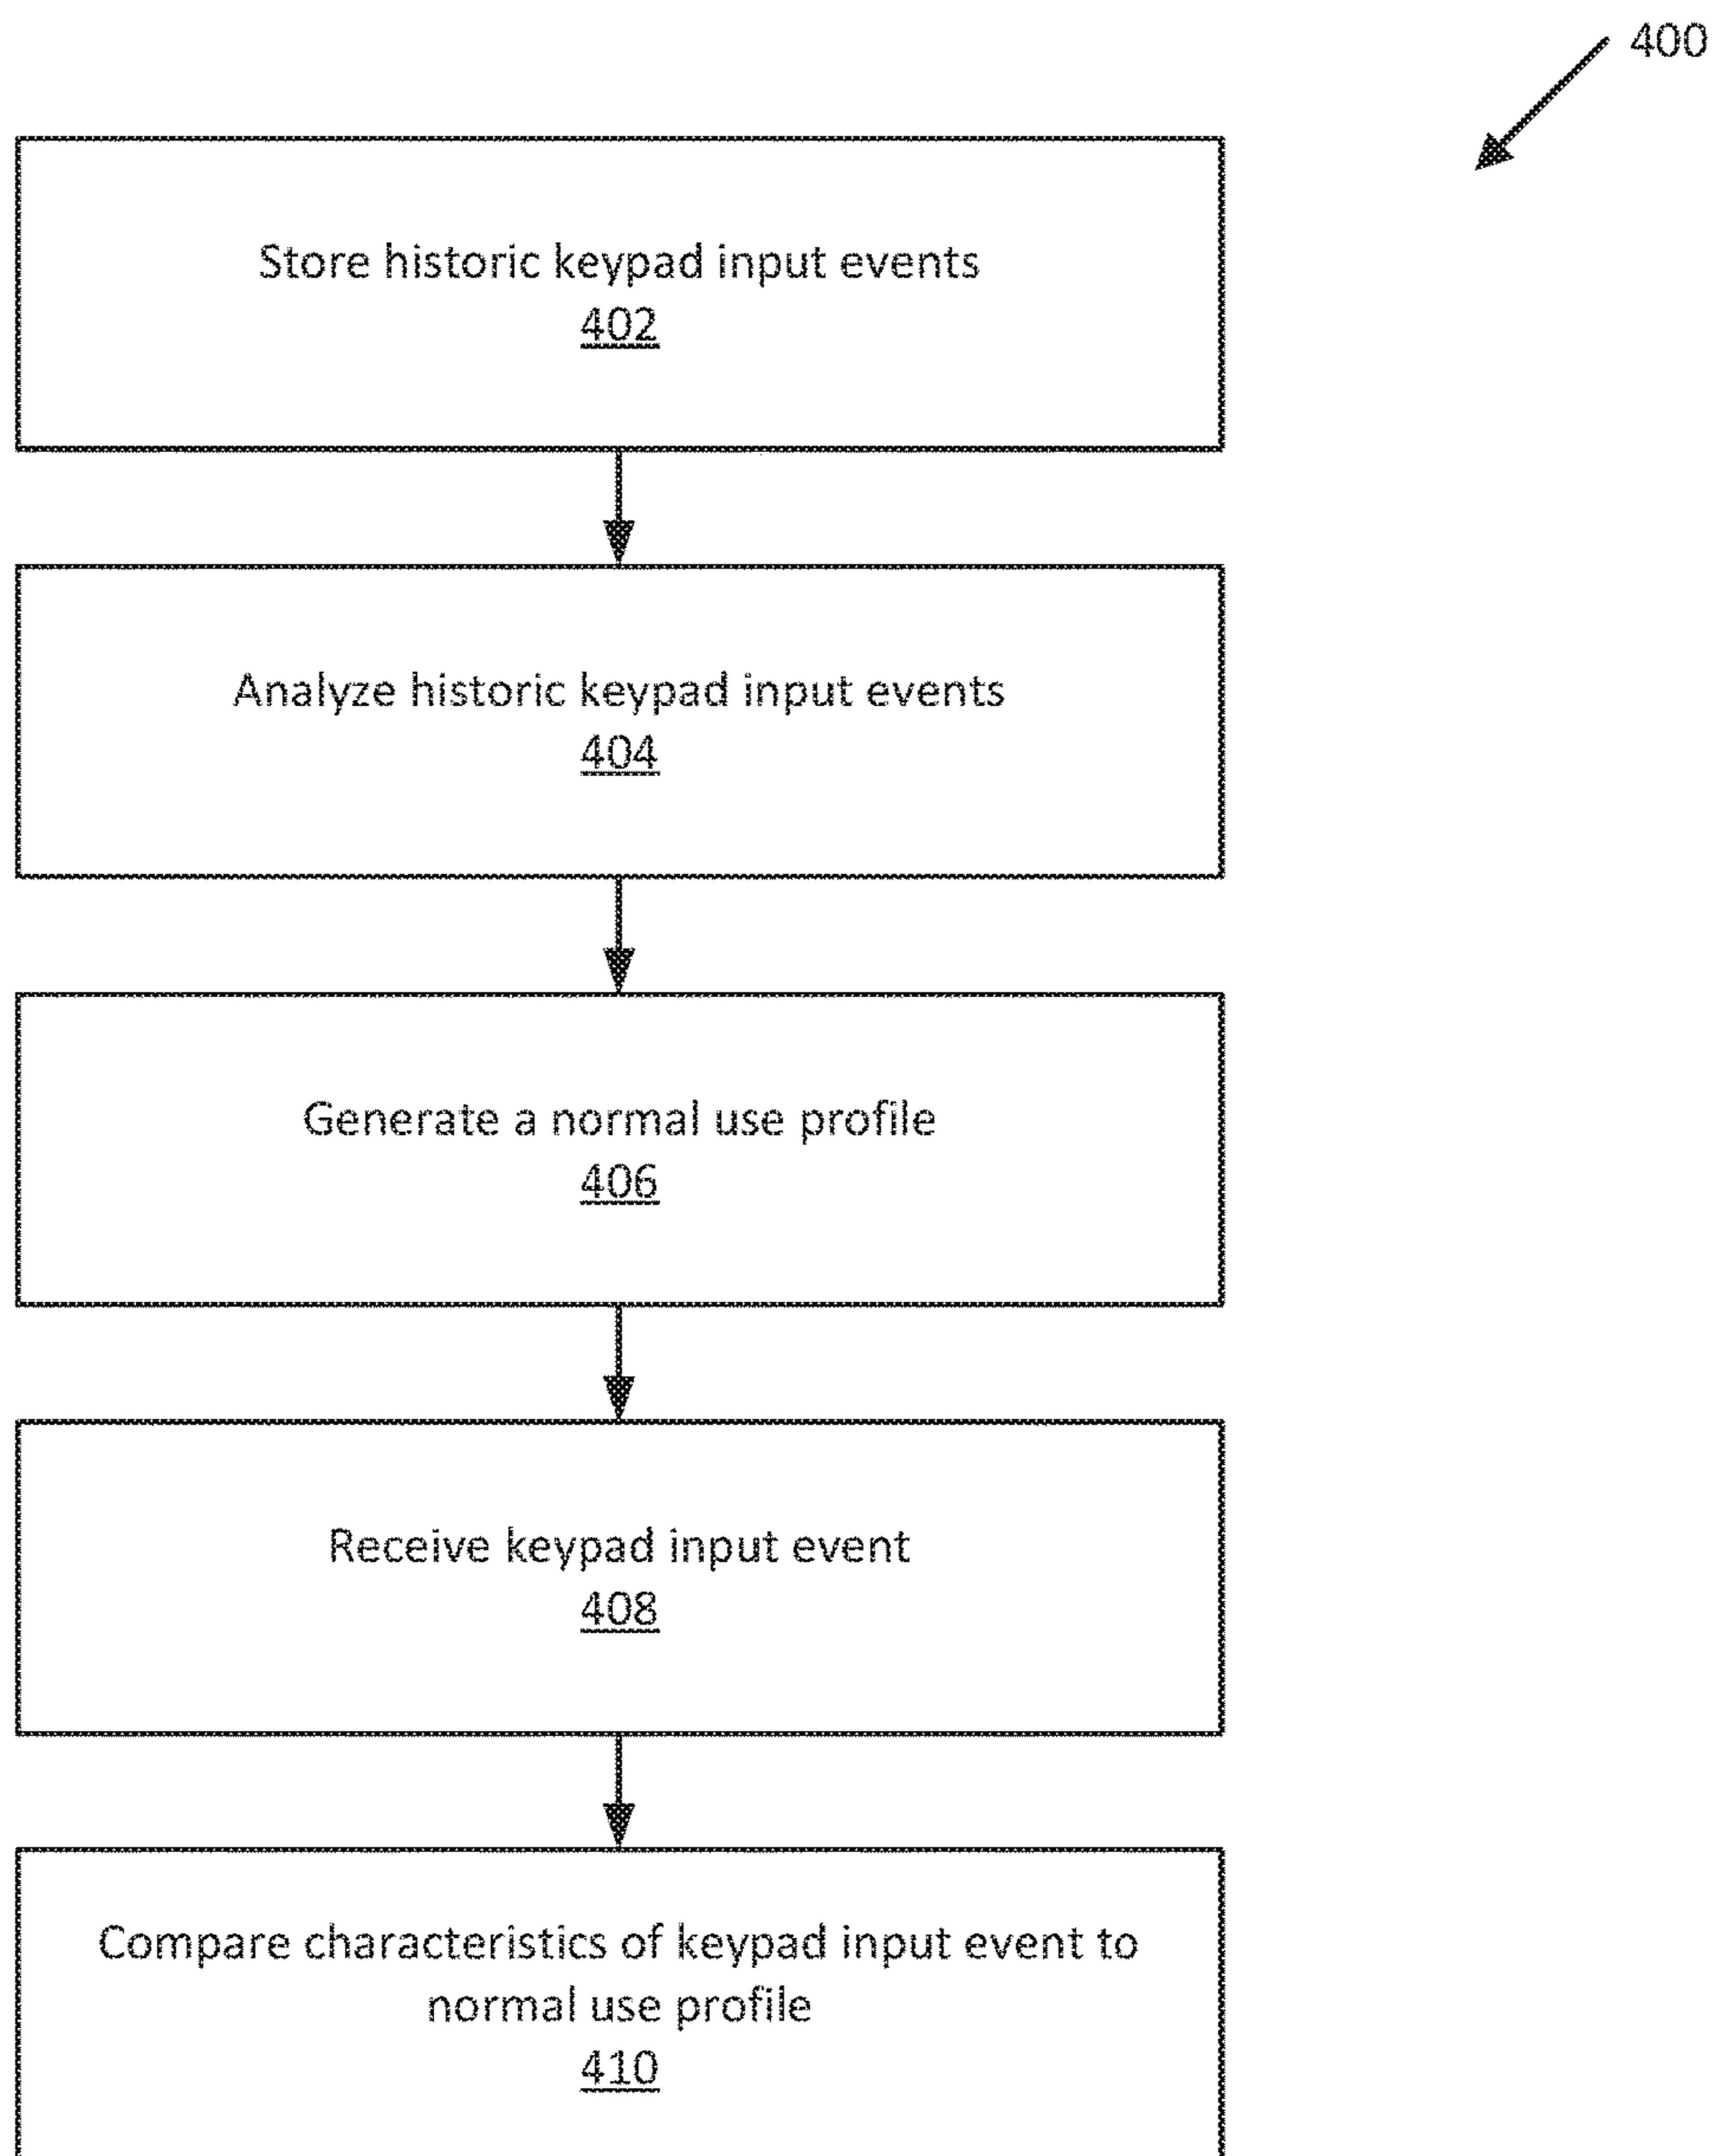 400
Store historic keypad input events
402
Analyze historic keypad input events
404
Generate a normal use profile
406
Receive keypad input event
408
Compare characteristics of keypad input event to
normal use profile
410